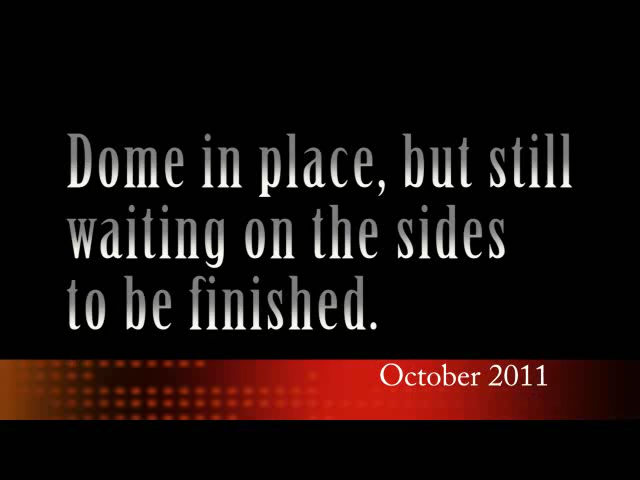 Dome in place, but still
waiting on the sides
to be finished.
October 2011